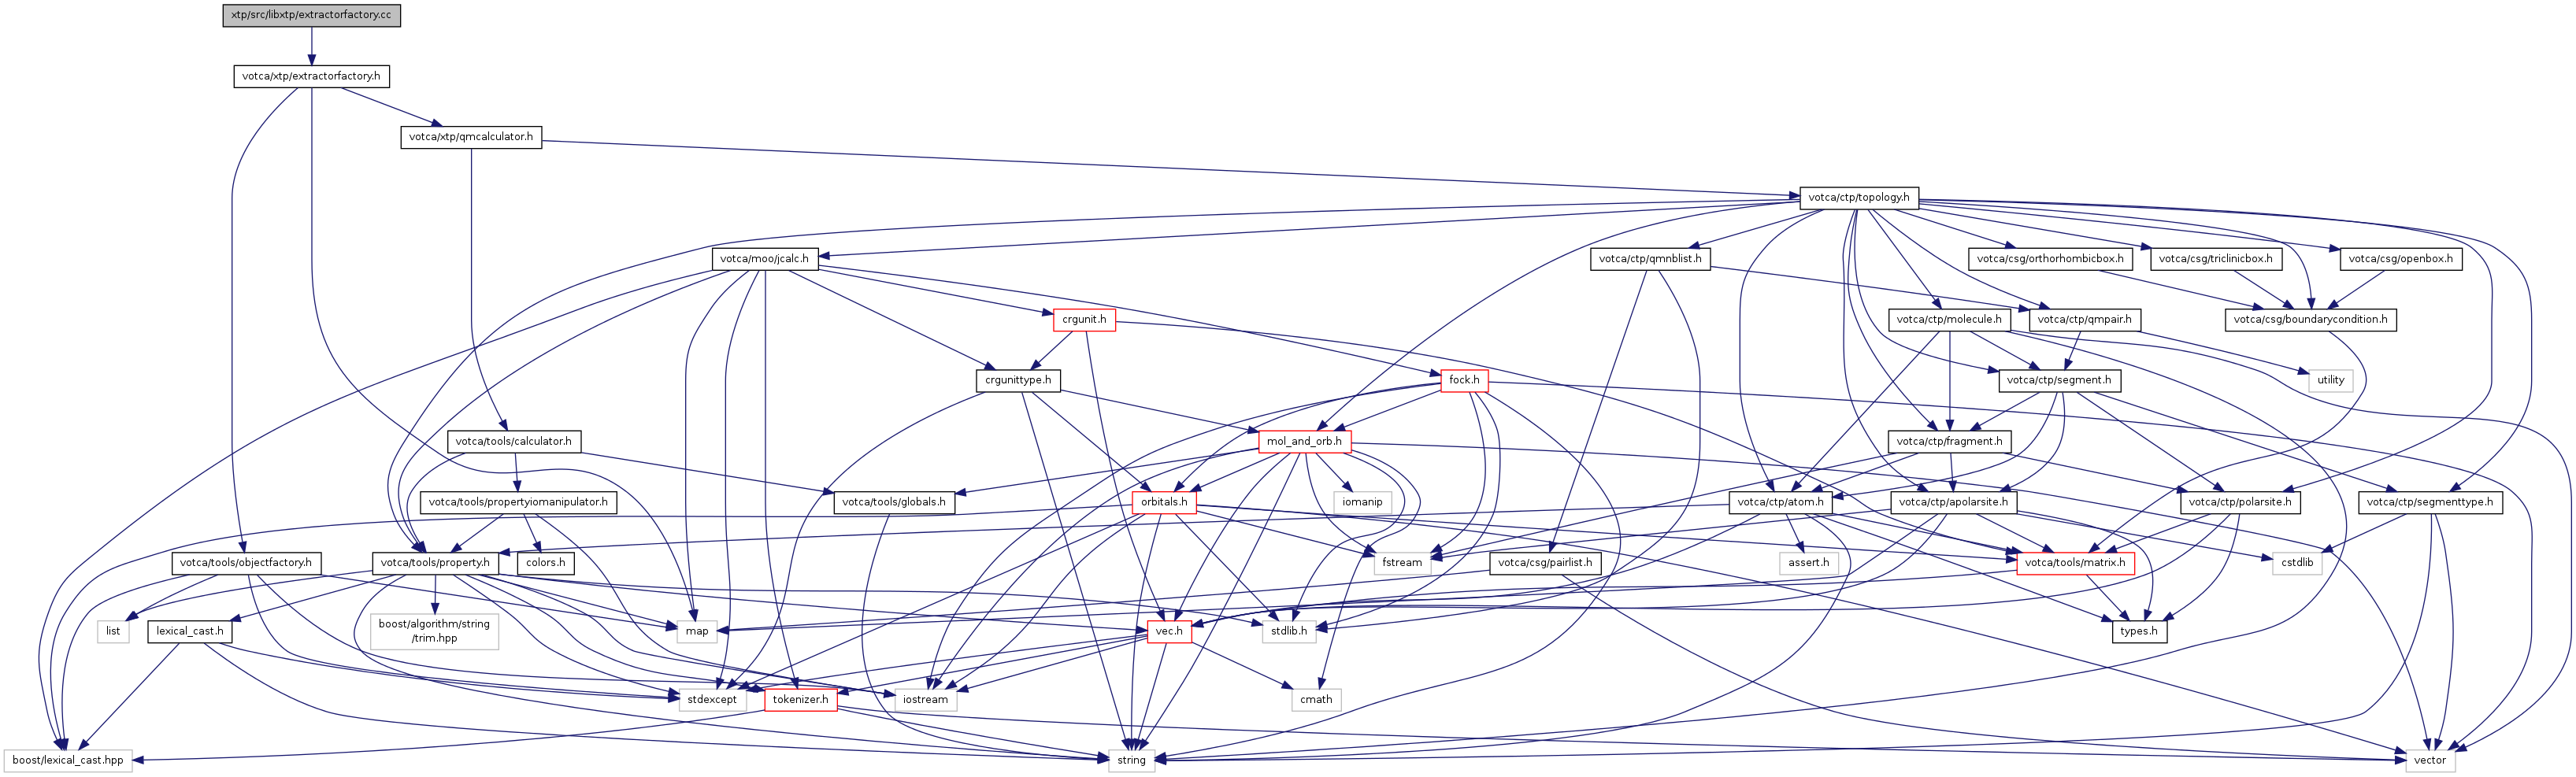 xtp/src/libxtp/extractorfactory.cc
votca/xtp/extractorfactory.h
votca/xtp/qmcalculator.h
votca/ctp/topology.h
votca/moo/jcalc.h
votca/ctp/qmnblist.h
votca/csg/orthorhombicbox.h
votca/csg/triclinicbox.h
votca/csg/openbox.h
crgunit.h
votca/ctp/molecule.h
votca/ctp/qmpair.h
votca/csg/boundarycondition.h
crgunittype.h
fock.h
votca/ctp/segment.h
utility
votca/tools/calculator.h
mol_and_orb.h
votca/ctp/fragment.h
votca/tools/propertyiomanipulator.h
votca/tools/globals.h
orbitals.h
iomanip
votca/ctp/atom.h
votca/ctp/apolarsite.h
votca/ctp/polarsite.h
votca/ctp/segmenttype.h
votca/tools/objectfactory.h
votca/tools/property.h
colors.h
fstream
votca/csg/pairlist.h
assert.h
votca/tools/matrix.h
cstdlib
list
lexical_cast.h
boost/algorithm/string
/trim.hpp
map
vec.h
stdlib.h
types.h
stdexcept
tokenizer.h
iostream
cmath
boost/lexical_cast.hpp
string
vector